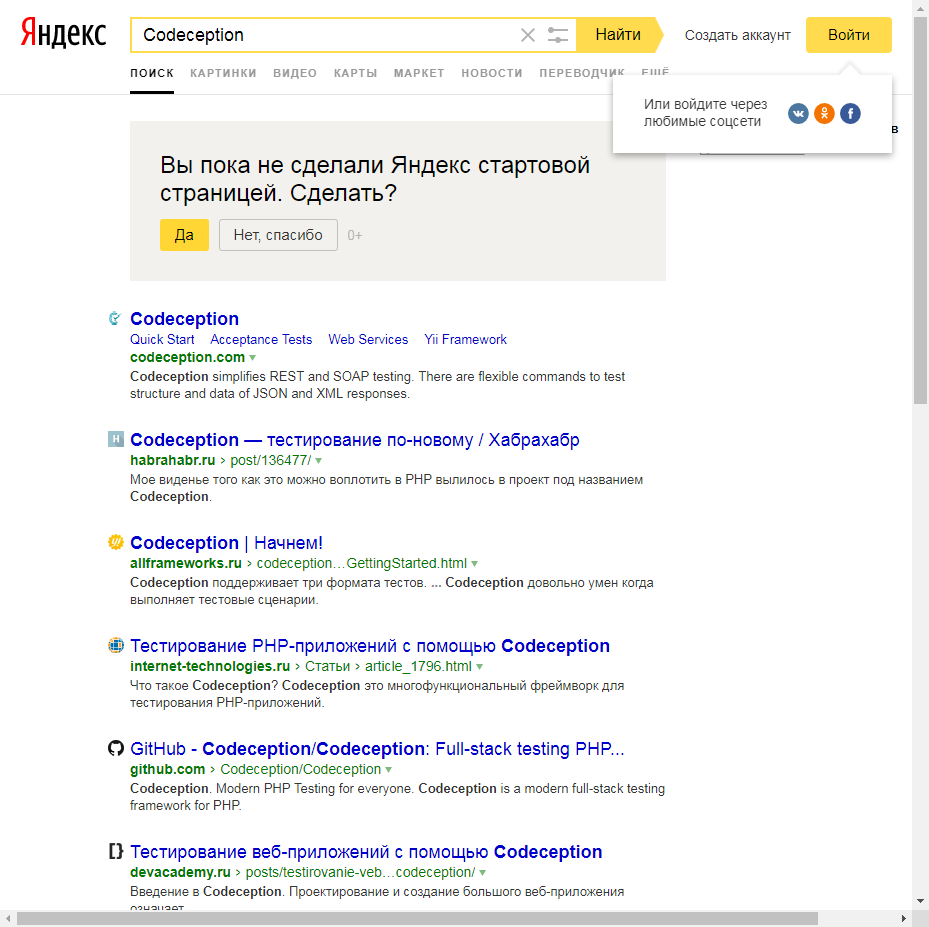 Яндекс
Codeception
Найти
Создать аккаунт
Войти
ПОИСК КАРТИНКИ ВИДЕО КАРТЫ МАРКЕТ НОВОСТИ ПЕРЕВОДЧИК ЕЩЁ
Или войдите через
любимые соцсети
в
Вы пока не сделали Яндекс стартовой
страницей. Сделать?
Да
Нет, спасибо
0+
Codeception
Quick Start Acceptance Tests Web Services Yii Framework
codeception.com
Codeception simplifies REST and SOAP testing. There are flexible commands to test
structure and data of JSON and XML responses.
H
Codeception — тестирование по-новому / Хабрахабр
habrahabr.ru › post/136477/
Мое виденье того как это можно воплотить в PHP вылилось в проект под названием
Codeception.
Codeception | Начнем!
allframeworks.ru › codeception…GettingStarted.html
Codeception поддерживает три формата тестов. ... Codeception довольно умен когда
выполняет тестовые сценарии.
Тестирование PHP-приложений с помощью Codeception
internet-technologies.ru › Статьи › article_1796.html
Что такое Codeception? Codeception это многофункциональный фреймворк для
тестирования PHP-приложений.
GitHub - Codeception/Codeception: Full-stack testing PHP...
github.com › Codeception/Codeception
Codeception. Modern PHP Testing for everyone. Codeception is a modern full-stack testing
framework for PHP.
Тестирование веб-приложений с помощью Codeception
devacademy.ru › posts/testirovanie-veb…codeception/
Введение в Codeception. Проектирование и создание большого веб-приложения
означает